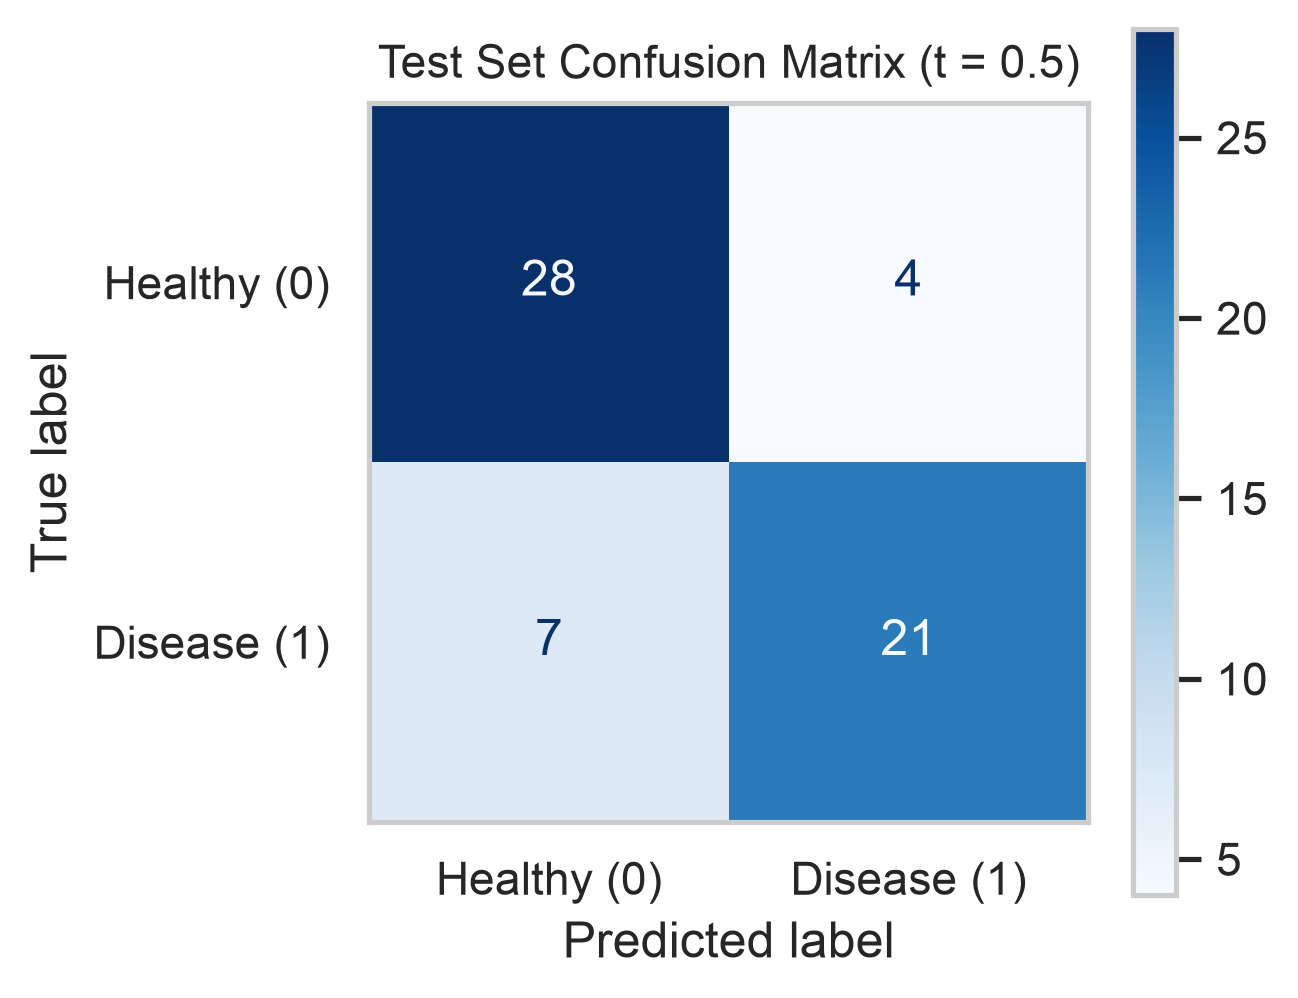 Test Set Confusion Matrix (t = 0.5)
True label
Healthy (0)
28
4
Disease (1)
7
21
Healthy (0)
Disease (1)
Predicted label
25
20
15
10
5